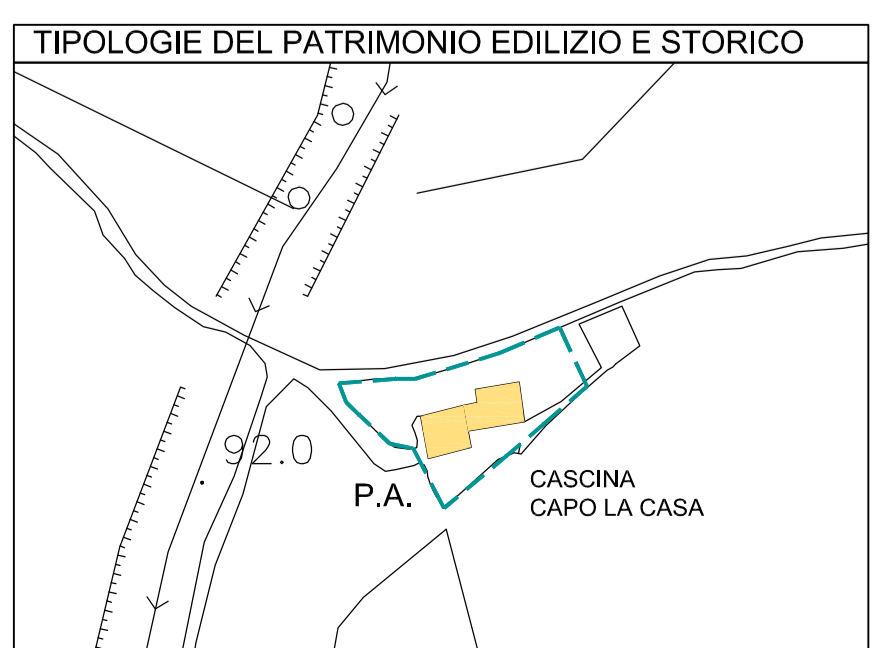 TIPOLOGIE DEL PATRIMONIO EDILIZIO E STORICO
92.0
P.A.
CASCINA
CAPO LA CASA